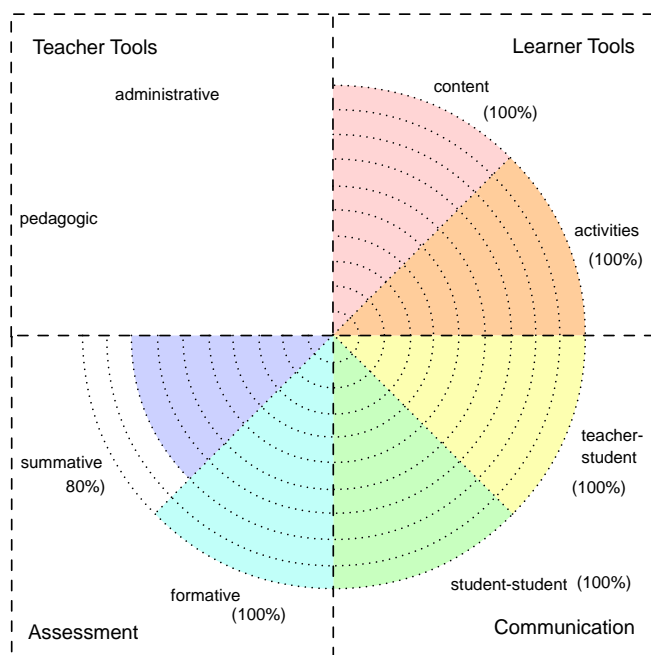 Teacher Tools
Learner Tools
administrative
content
(100%)
pedagogic
activities
(100%)
summative
80%)
teacher-
student
(100%)
formative
(100%)
student-student (100%)
Assessment
Communication